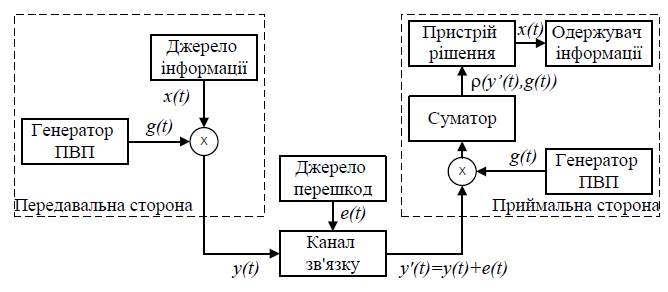 Джерело
інформації
x(t)
Генератор
ПВП
g(t)
x
Передавальна сторона
y(t)
Джерело
перешкод
e(t)
Канал
зв'язку
y'(t)=y(t)+e(t)
Пристрій
рішення
x(t)
Одержувач
інформації
ρ(y’(t),g(t))
Суматор
x
g(t)
Генератор
ПВП
Приймальна сторона